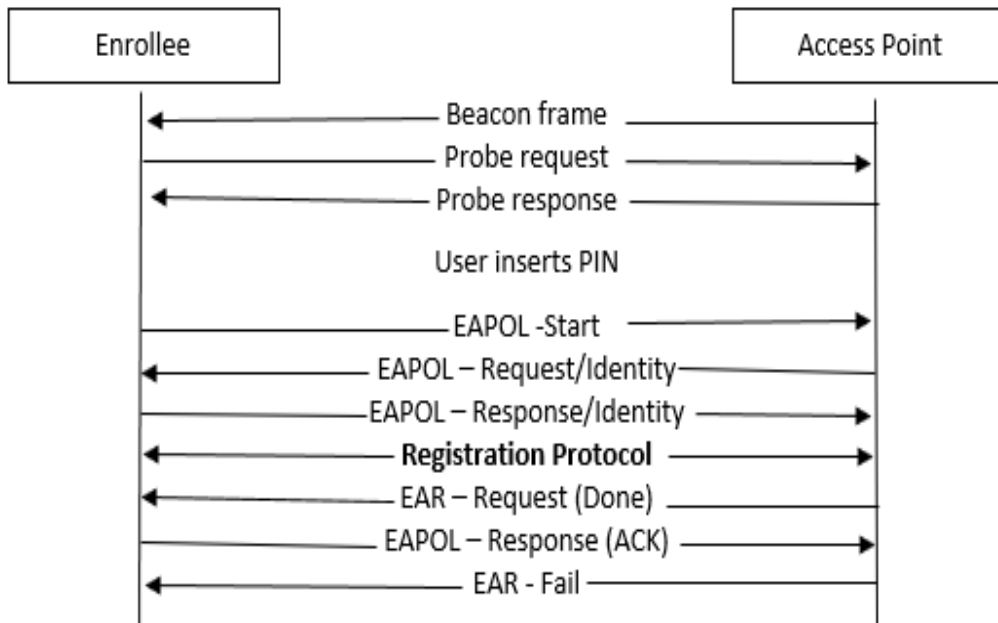 Enrollee
Access Point
Beacon frame
Probe request
Probe response
User inserts PIN
EAPOL -Start
EAPOL – Request/Identity
EAPOL – Response/Identity
Registration Protocol
EAR – Request (Done)
EAPOL – Response (ACK)
EAR - Fail